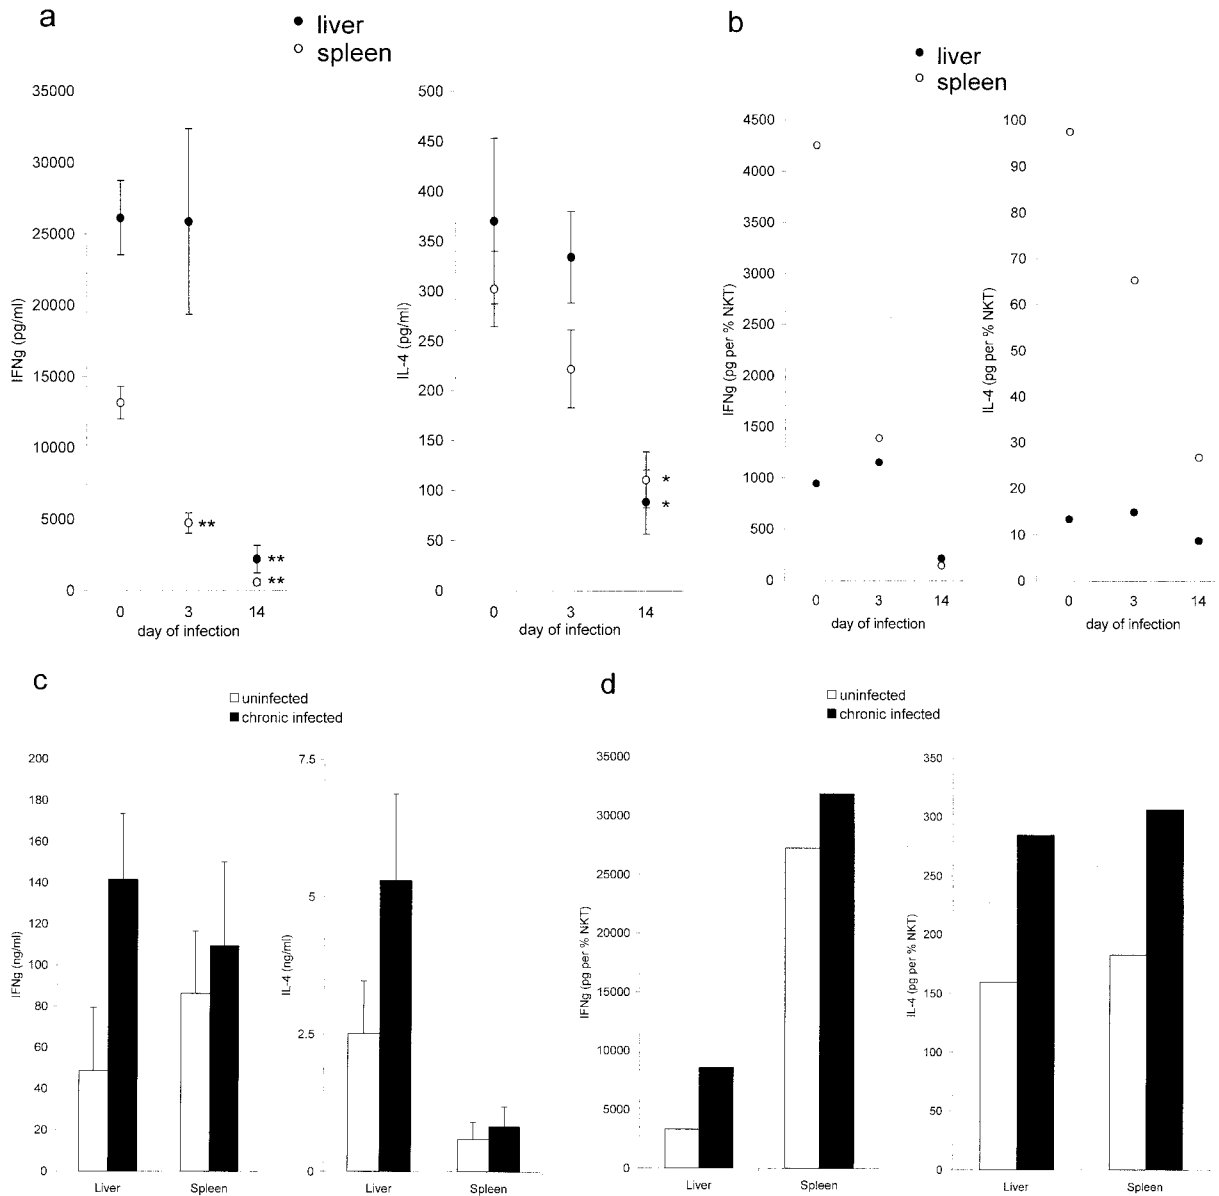 a
liver
spleen
35000
30000
25000
20000
15000
10000
5000
0
IFNg (pg/ml)
**
**
**
0 3 14
day of infection
500
450
400
350
300
250
200
150
100
50
0
IL-4 (pg/ml)
*
*
0 3 14
day of infection
b
liver
spleen
4500
4000
3500
3000
2500
2000
1500
1000
500
0
IFNg (pg per % NKT)
0 3 14
day of infection
100
90
80
70
60
50
40
30
20
10
0
IL-4 (pg per % NKT)
0 3 14
day of infection
c
uninfected
chronic infected
200
180
160
140
120
100
80
60
40
20
0
IFNg (ng/ml)
Liver Spleen
7.5
5
2.5
0
IL-4 (ng/ml)
Liver Spleen
d
uninfected
chronic infected
35000
30000
25000
20000
15000
10000
5000
0
IFNg (pg per % NKT)
Liver Spleen
350
300
250
200
150
100
50
0
IL-4 (pg per % NKT)
Liver Spleen